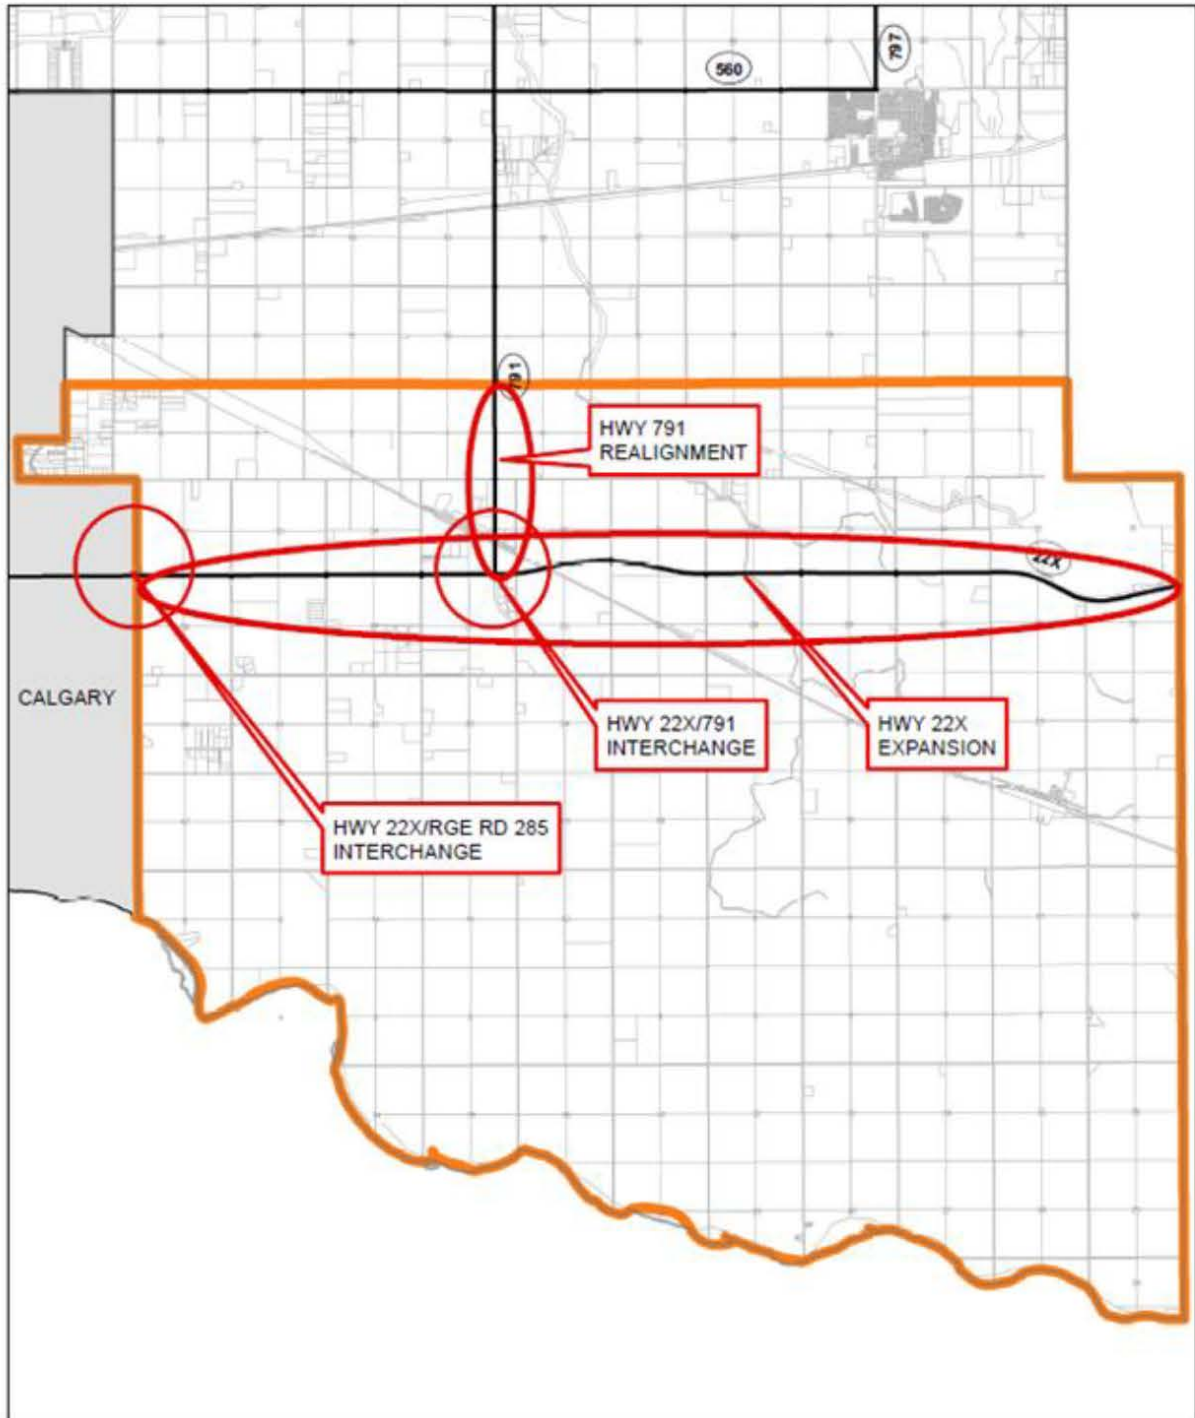 797
560
791
HWY 791
REALIGNMENT
22X
CALGARY
HWY 22X/791
INTERCHANGE
HWY 22X
EXPANSION
HWY 22X/RGE RD 285
INTERCHANGE